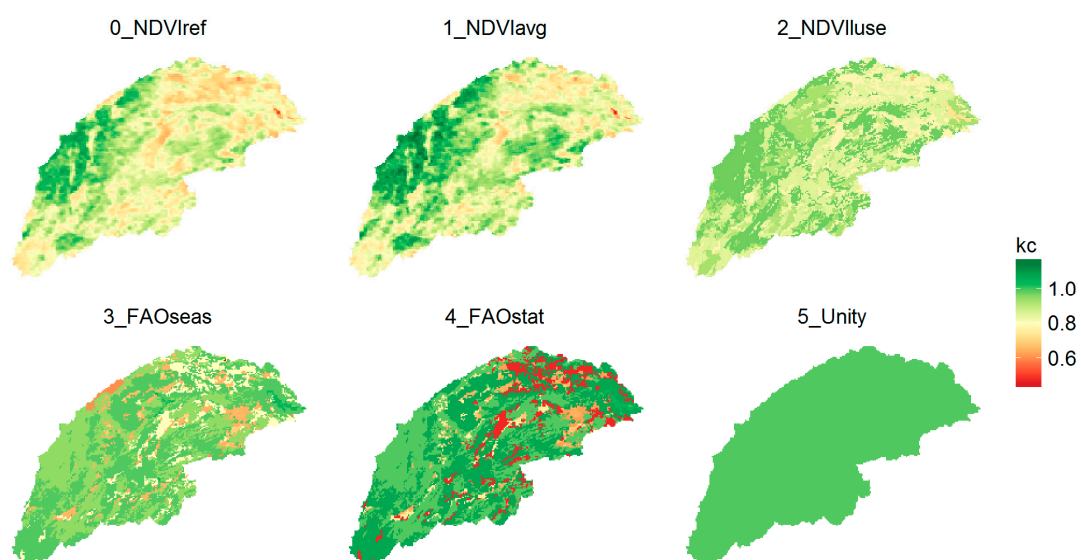 0_NDVIref
1_NDVIavg
2_NDVIluse
kc
1.0
0.8
0.6
3_FAOseas
4_FAOstat
5_Unity